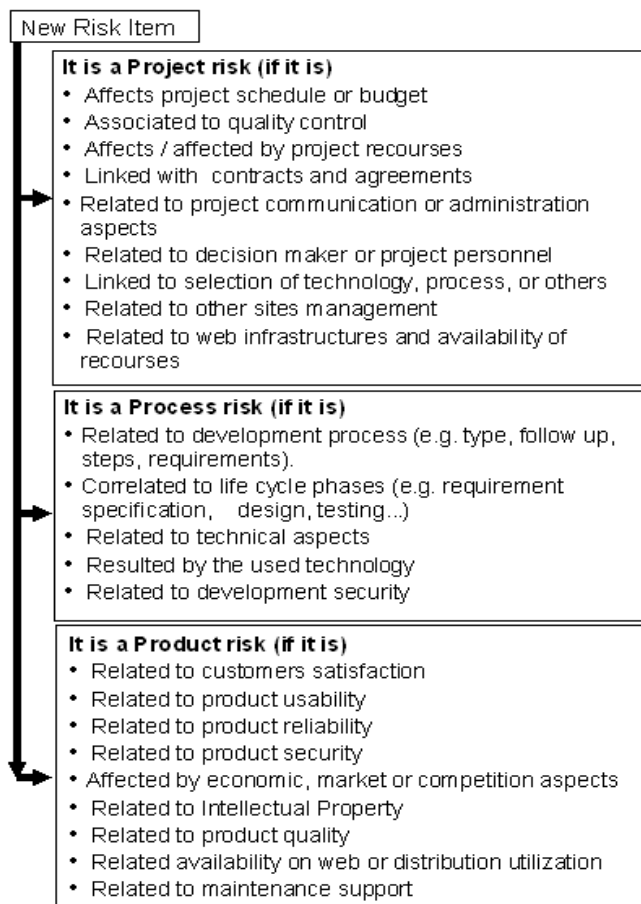 New Risk Item
It is a Project risk (if it is)
• Affects project schedule or budget
• Associated to quality control
• Affects / affected by project recourses
• Linked with contracts and agreements
• Related to project communication or administration
aspects
• Related to decision maker or project personnel
• Linked to selection of technology, process, or others
• Related to other sites management
• Related to web infrastructures and availability of
recourses
It is a Process risk (if it is)
• Related to development process (e.g. type, follow up,
steps, requirements).
• Correlated to life cycle phases (e.g. requirement
specification, design, testing...)
• Related to technical aspects
• Resulted by the used technology
• Related to development security
It is a Product risk (if it is)
• Related to customers satisfaction
• Related to product usability
• Related to product reliability
• Related to product security
• Affected by economic, market or competition aspects
• Related to Intellectual Property
• Related to product quality
• Related availability on web or distribution utilization
• Related to maintenance support